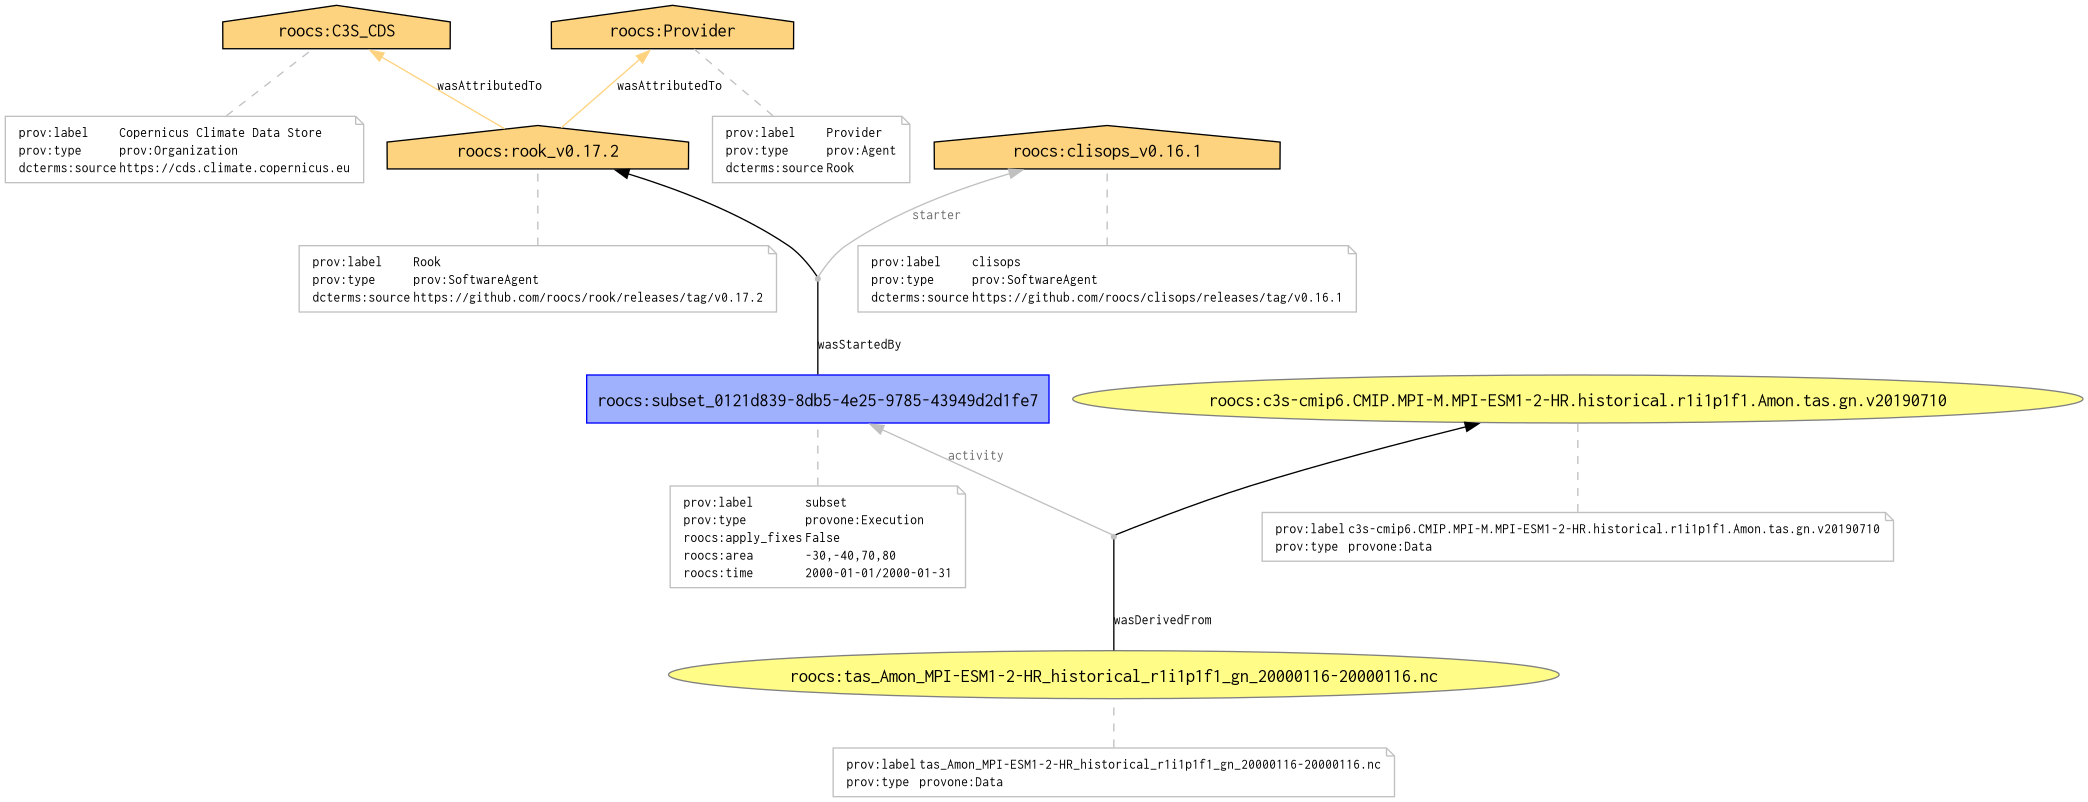 roocs:C3S_CDS
roocs:Provider
wasAttributedTo
wasAttributedTo
prov:label Copernicus Climate Data Store
prov:type prov:Organization
dcterms:source https://cds.climate.copernicus.eu
roocs:rook_v0.17.2
prov:label Provider
prov:type prov:Agent
dcterms:source Rook
roocs:clisops_v0.16.1
starter
prov:label Rook
prov:type prov:SoftwareAgent
dcterms:source https://github.com/roocs/rook/releases/tag/v0.17.2
prov:label clisops
prov:type prov:SoftwareAgent
dcterms:source https://github.com/roocs/clisops/releases/tag/v0.16.1
wasStartedBy
roocs:subset_0121d839-8db5-4e25-9785-43949d2d1fe7
roocs:c3s-cmip6.CMIP.MPI-M.MPI-ESM1-2-HR.historical.r1i1p1f1.Amon.tas.gn.v20190710
activity
prov:label subset
prov:type provone:Execution
roocs:apply_fixes False
roocs:area -30,-40,70,80
roocs:time 2000-01-01/2000-01-31
prov:label c3s-cmip6.CMIP.MPI-M.MPI-ESM1-2-HR.historical.r1i1p1f1.Amon.tas.gn.v20190710
prov:type provone:Data
wasDerivedFrom
roocs:tas_Amon_MPI-ESM1-2-HR_historical_r1i1p1f1_gn_20000116-20000116.nc
prov:label tas_Amon_MPI-ESM1-2-HR_historical_r1i1p1f1_gn_20000116-20000116.nc
prov:type provone:Data